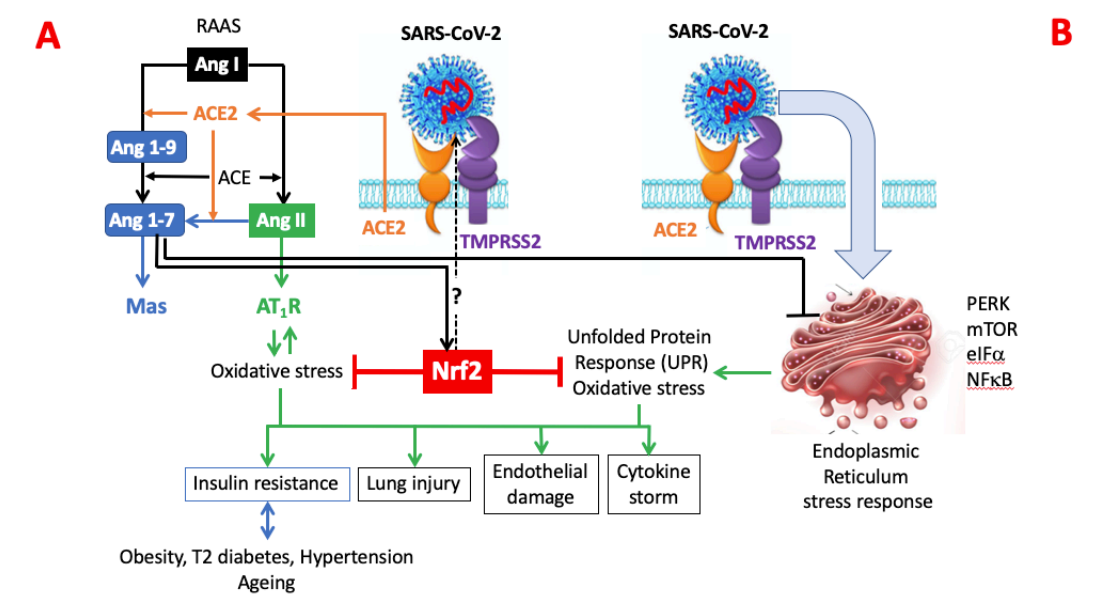 A
RAAS
Ang I
ACE2
Ang 1-9
ACE
Ang 1-7
Ang II
Mas
AT₁R
Oxidative stress
SARS-CoV-2
ACE2
TMPRSS2
?
Nrf2
SARS-CoV-2
B
ACE2
TMPRSS2
Unfolded Protein
Response (UPR)
Oxidative stress
PERK
mTOR
eIFα
NFκB
Endoplasmic
Reticulum
stress response
Insulin resistance
Lung injury
Endothelial
damage
Cytokine
storm
Obesity, T2 diabetes, Hypertension
Ageing